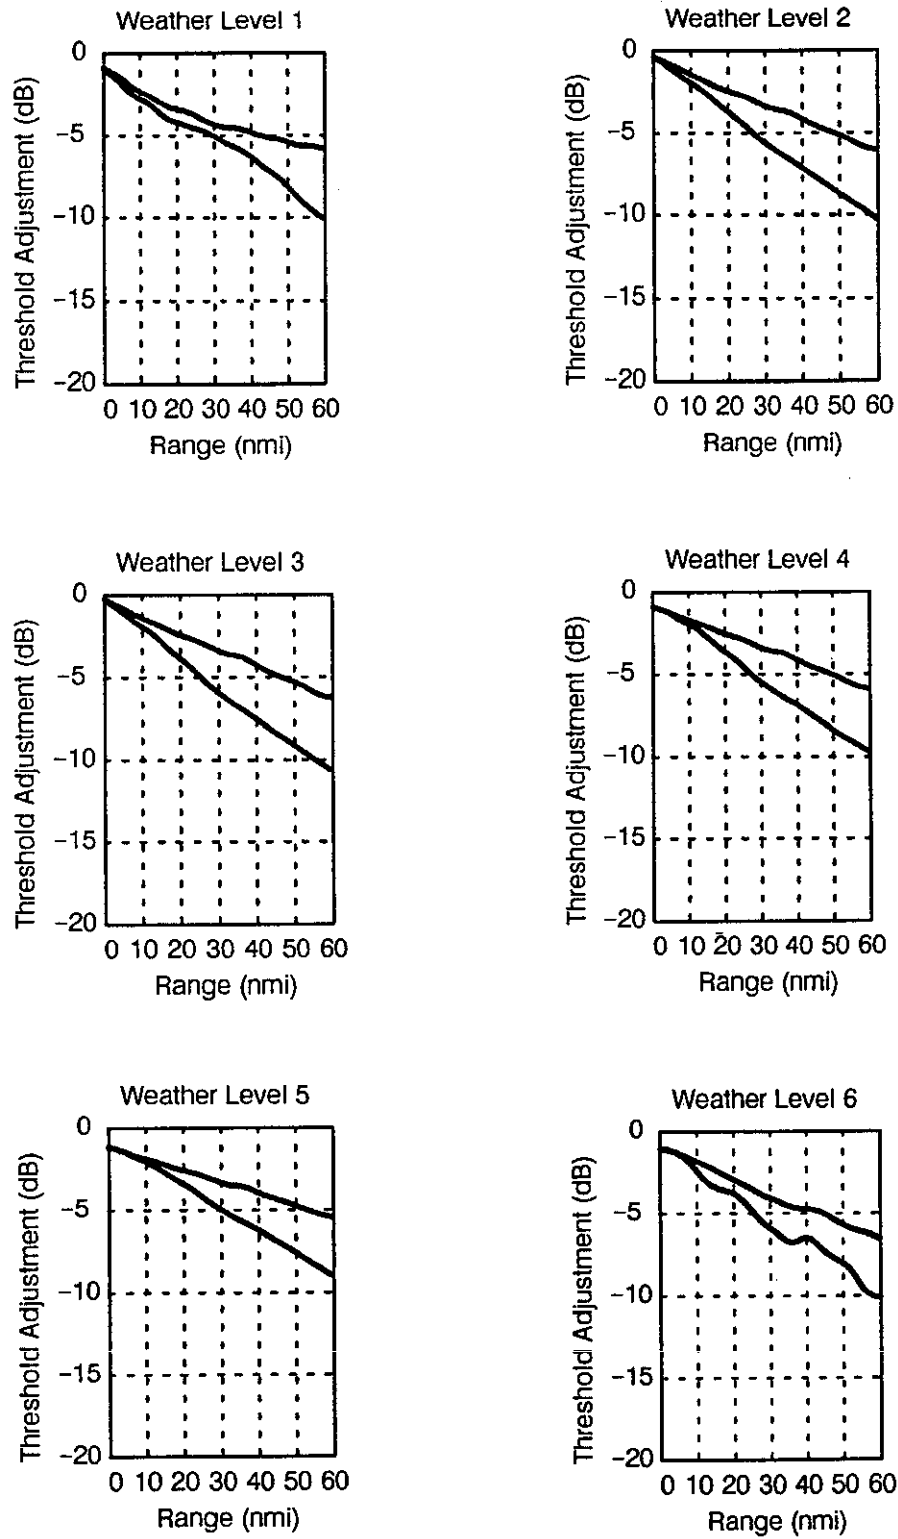 Weather Level 1
Threshold Adjustment (dB)
0
−5
−10
−15
−20
0 10 20 30 40 50 60
Range (nmi)
Weather Level 2
Threshold Adjustment (dB)
0
−5
−10
−15
−20
0 10 20 30 40 50 60
Range (nmi)
Weather Level 3
Threshold Adjustment (dB)
0
−5
−10
−15
−20
0 10 20 30 40 50 60
Range (nmi)
Weather Level 4
Threshold Adjustment (dB)
0
−5
−10
−15
−20
0 10 20 30 40 50 60
Range (nmi)
Weather Level 5
Threshold Adjustment (dB)
0
−5
−10
−15
−20
0 10 20 30 40 50 60
Range (nmi)
Weather Level 6
Threshold Adjustment (dB)
0
−5
−10
−15
−20
0 10 20 30 40 50 60
Range (nmi)